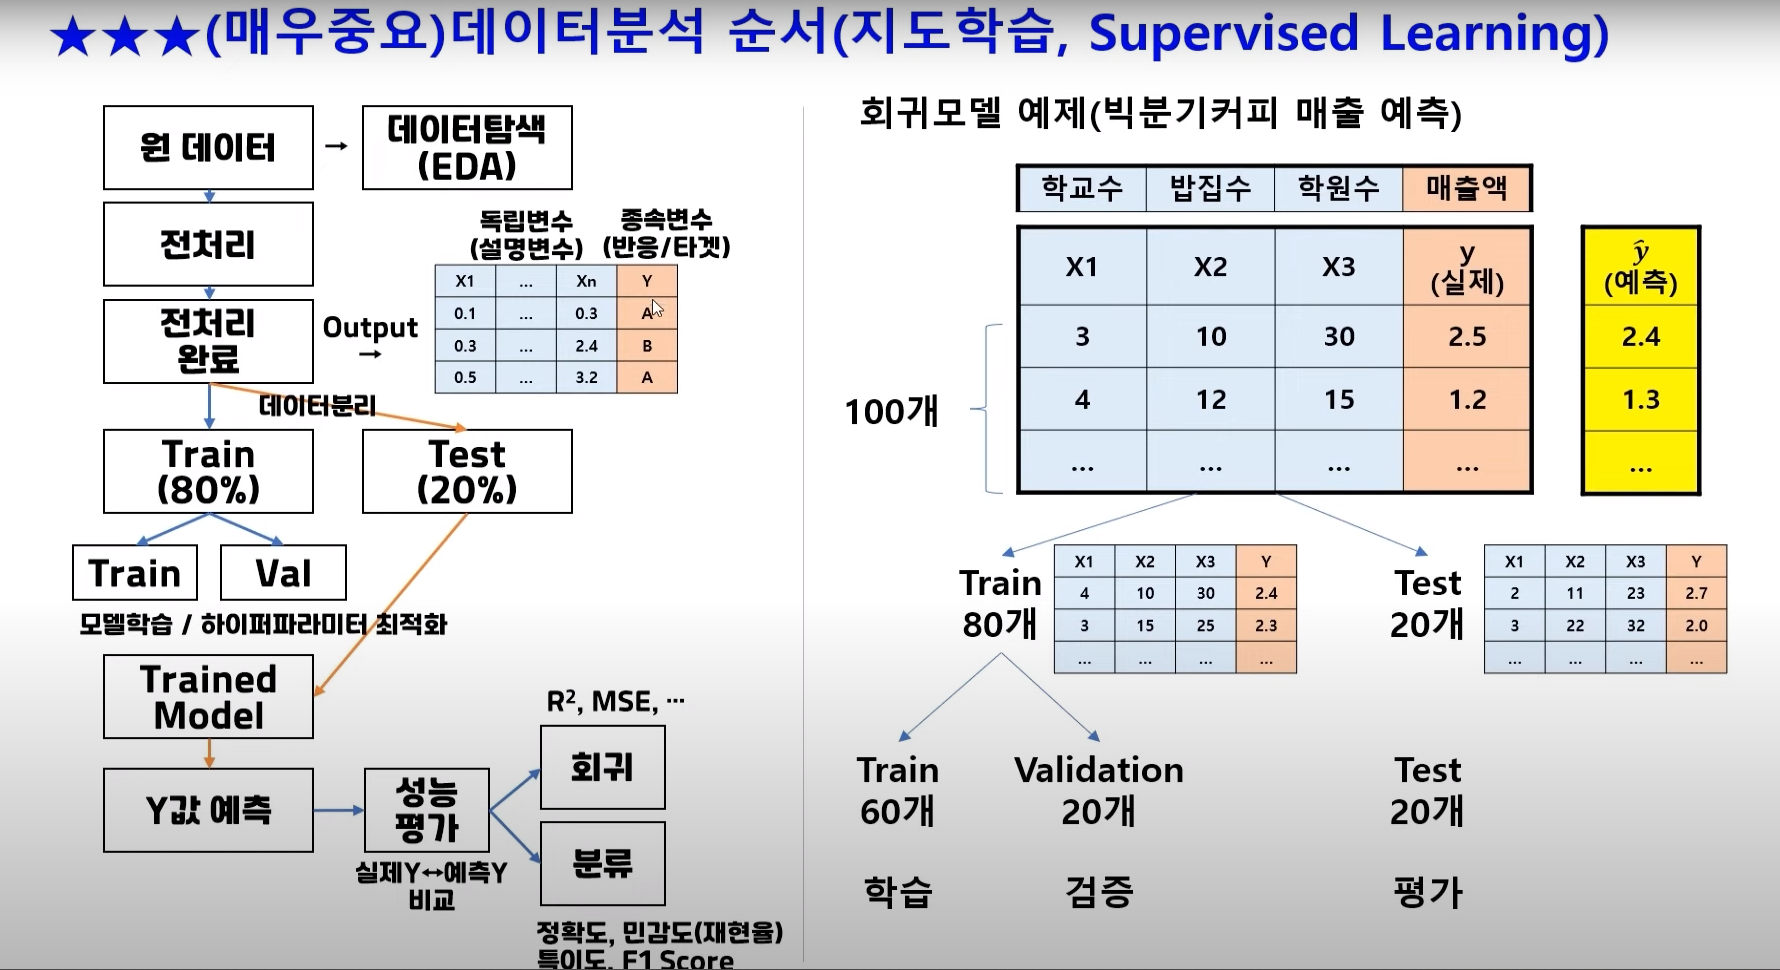 ★★★(매우중요)데이터분석 순서(지도학습, Supervised Learning)
원 데이터
→
데이터탐색
(EDA)
전처리
전처리
완료
Output
→
독립변수
(설명변수)
종속변수
(반응/타겟)
X1 ... Xn Y
0.1 ... 0.3 A
0.3 ... 2.4 B
0.5 ... 3.2 A
데이터분리
Train
(80%)
Test
(20%)
Train
Val
모델학습 / 하이퍼파라미터 최적화
Trained
Model
Y값 예측
성능
평가
실제Y↔예측Y
비교
R², MSE, ···
회귀
분류
정확도, 민감도(재현율)
특이도, F1 Score
회귀모델 예제(빅분기커피 매출 예측)
학교수 밥집수 학원수 매출액
X1 X2 X3 y
(실제)
3 10 30 2.5
4 12 15 1.2
... ... ... ...
ŷ
(예측)
2.4
1.3
...
100개
Train
80개
X1 X2 X3 Y
4 10 30 2.4
3 15 25 2.3
... ... ... ...
Test
20개
X1 X2 X3 Y
2 11 23 2.7
3 22 32 2.0
... ... ... ...
Train
60개
Validation
20개
Test
20개
학습
검증
평가